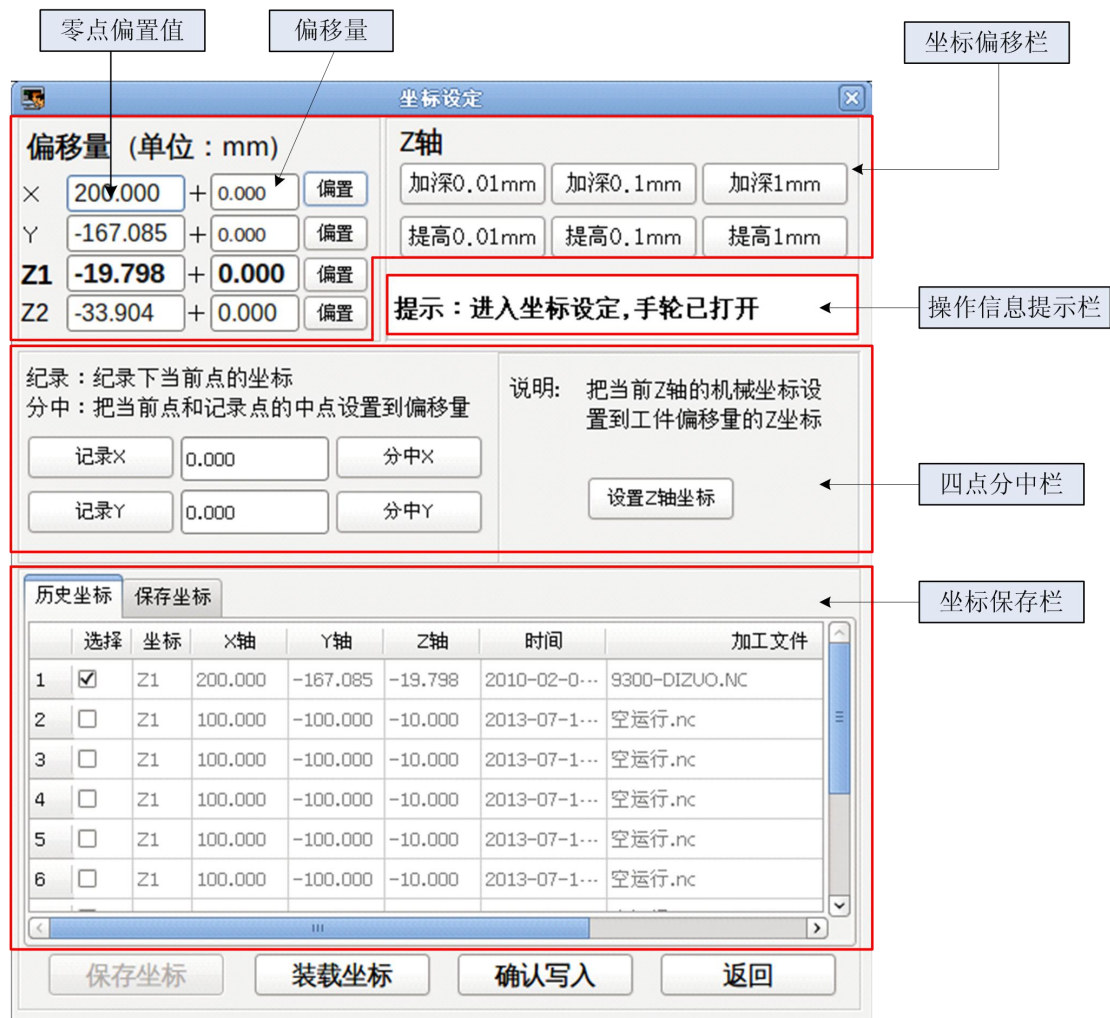 零点偏置值
偏移量
坐标偏移栏
坐标设定
偏移量（单位：mm)
Z轴
X 200.000 + 0.000 偏置
加深0.01mm 加深0.1mm 加深1mm
Y -167.085 + 0.000 偏置
提高0.01mm 提高0.1mm 提高1mm
Z1 -19.798 + 0.000 偏置
Z2 -33.904 + 0.000 偏置
提示：进入坐标设定,手轮已打开
操作信息提示栏
纪录：纪录下当前点的坐标
分中：把当前点和记录点的中点设置到偏移量
记录X 0.000 分中X
记录Y 0.000 分中Y
说明: 把当前Z轴的机械坐标设
置到工件偏移量的Z坐标
设置Z轴坐标
四点分中栏
历史坐标 保存坐标
坐标保存栏
选择 坐标 X轴 Y轴 Z轴 时间 加工文件
1 Z1 200.000 -167.085 -19.798 2010-02-0··· 9300-DIZUO.NC
2 Z1 100.000 -100.000 -10.000 2013-07-1··· 空运行.nc
3 Z1 100.000 -100.000 -10.000 2013-07-1··· 空运行.nc
4 Z1 100.000 -100.000 -10.000 2013-07-1··· 空运行.nc
5 Z1 100.000 -100.000 -10.000 2013-07-1··· 空运行.nc
6 Z1 100.000 -100.000 -10.000 2013-07-1··· 空运行.nc
保存坐标 装载坐标 确认写入 返回